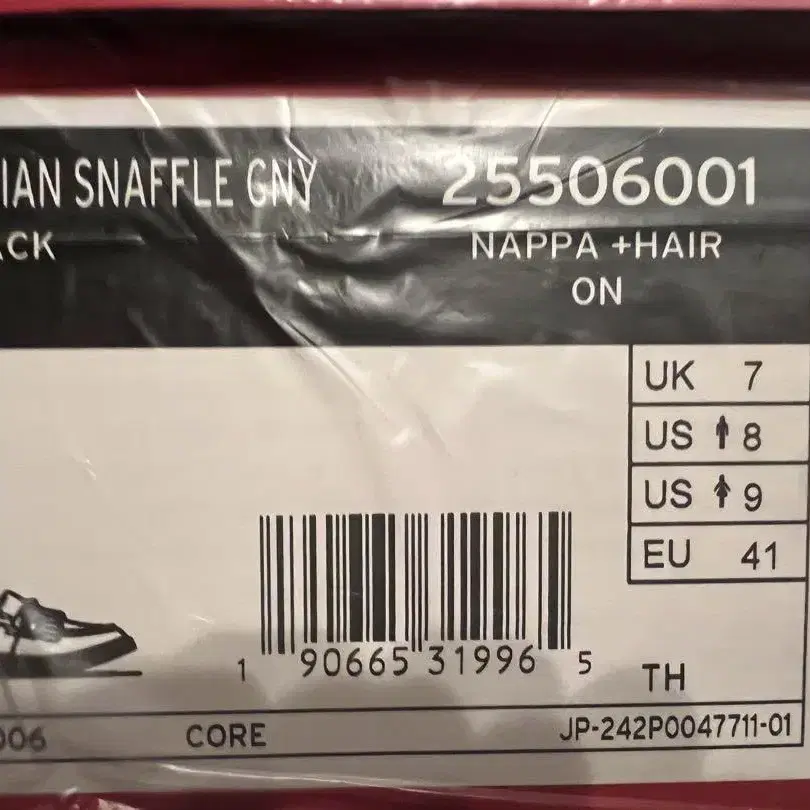 IAN SNAFFLE GNY 25506001
ACK NAPPA +HAIR
ON
UK 7
US 8
US 9
EU 41
1 90665 31996 5
TH
006 CORE JP-242P0047711-01